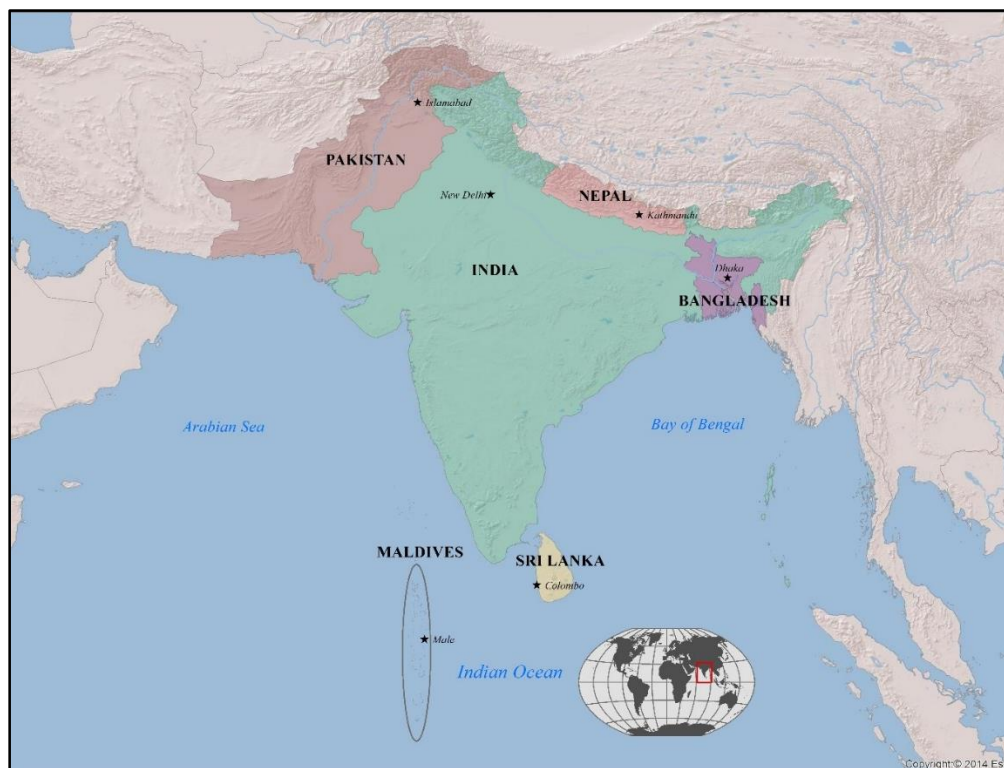 Islamabad
PAKISTAN
New Delhi
NEPAL
Kathmandu
INDIA
Dhaka
BANGLADESH
Arabian Sea
Bay of Bengal
MALDIVES
SRI LANKA
Colombo
Male
Indian Ocean
Copyright:© 2014 Es